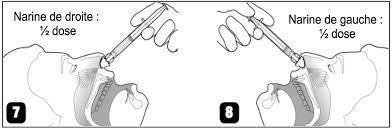 Narine de droite :
½ dose
7
Narine de gauche :
½ dose
8